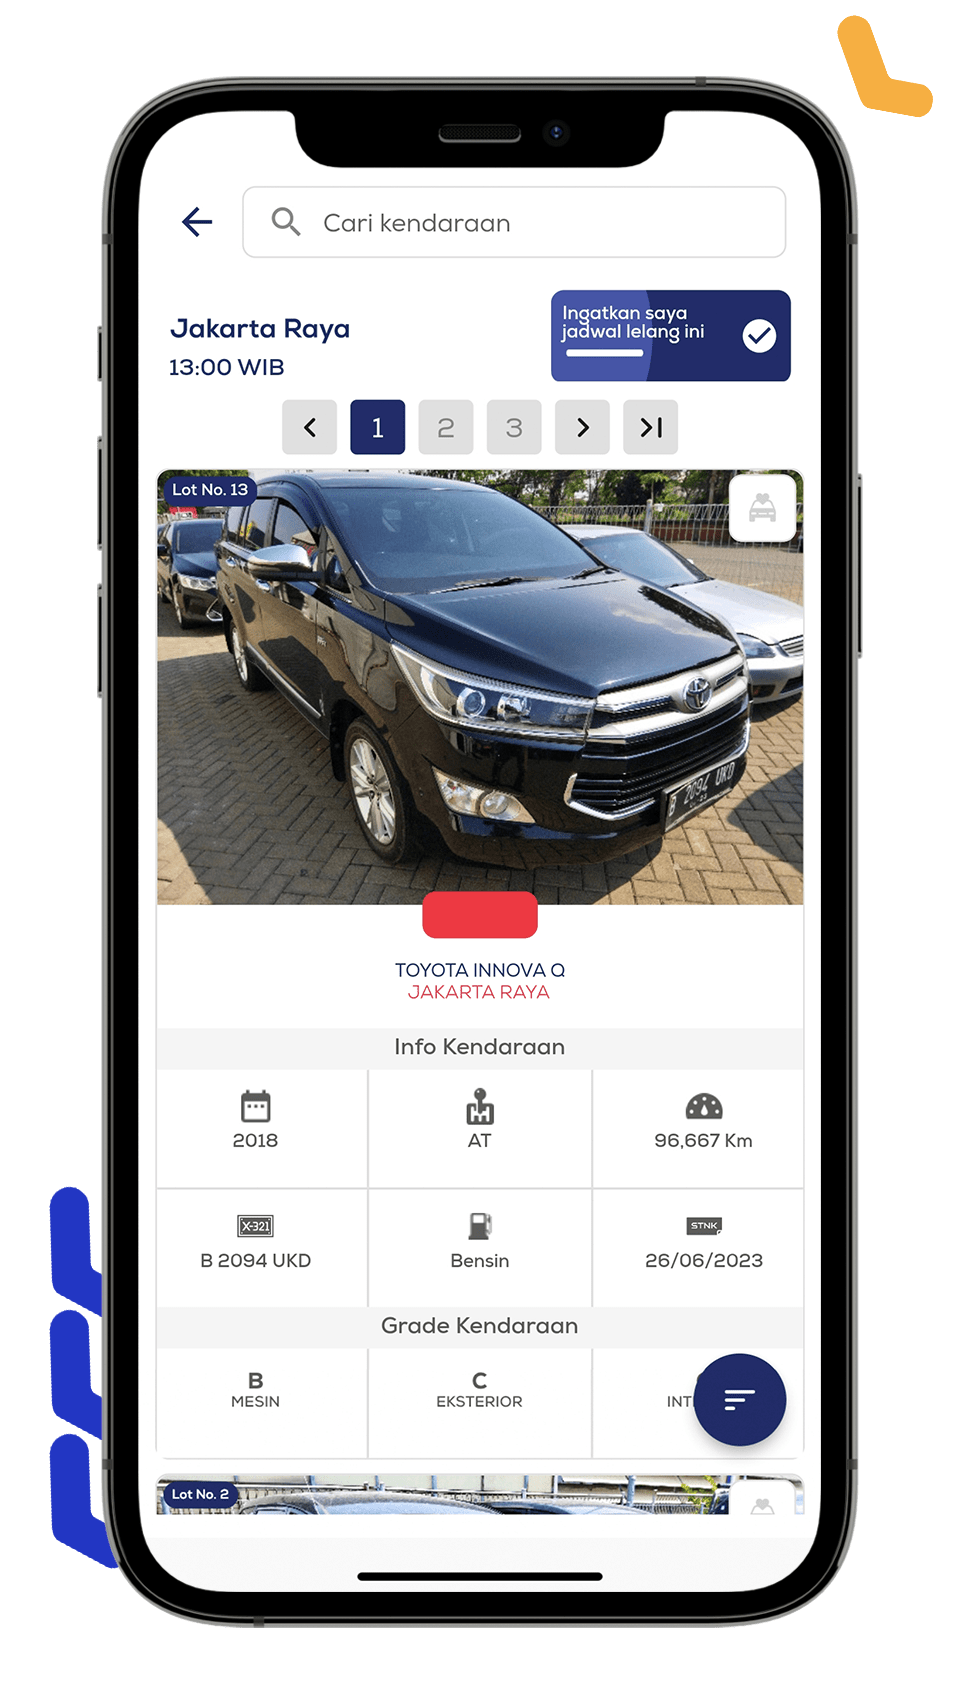 Cari kendaraan
Jakarta Raya
13:00 WIB
Ingatkan saya
jadwal lelang ini
1
2
3
Lot No. 13
B 2094 UKD
TOYOTA INNOVA Q
JAKARTA RAYA
Info Kendaraan
2018
AT
96,667 Km
X-321
B 2094 UKD
Bensin
STNK
26/06/2023
Grade Kendaraan
B
MESIN
C
EKSTERIOR
INT
Lot No. 2